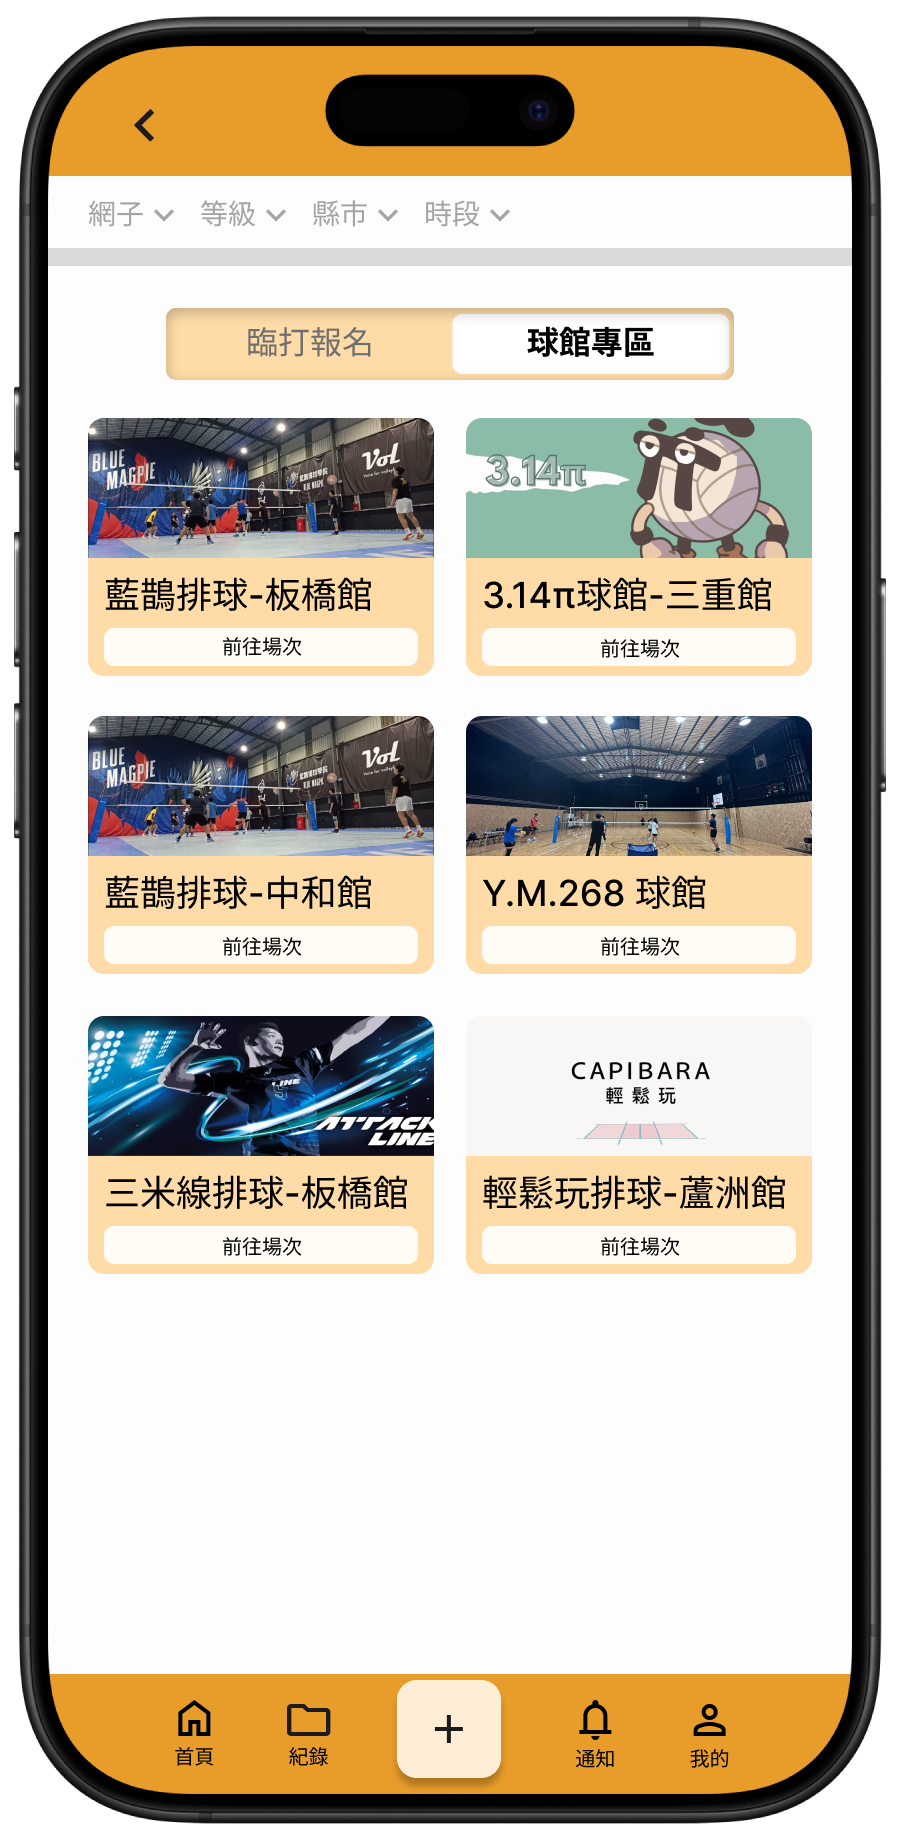 網子 等級 縣市 時段
臨打報名 球館專區
BLUE
MAGPIE
Vol
3.14π
藍鵲排球-板橋館
前往場次
3.14π球館-三重館
前往場次
BLUE
MAGPIE
Vol
藍鵲排球-中和館
前往場次
Y.M.268 球館
前往場次
LINE
ATTACK
LINE
三米線排球-板橋館
前往場次
CAPIBARA
輕鬆玩
輕鬆玩排球-蘆洲館
前往場次
+
首頁 紀錄 通知 我的